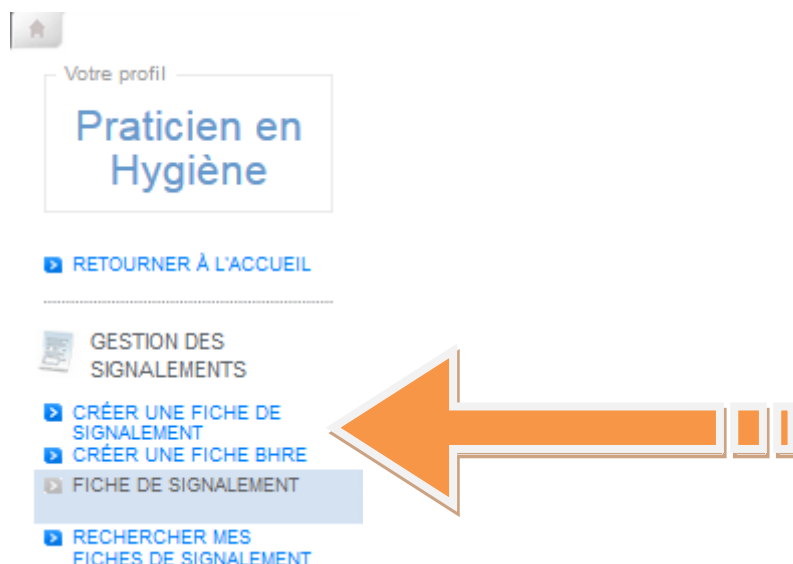 Votre profil
Praticien en
Hygiène
RETOURNER À L'ACCUEIL
GESTION DES
SIGNALEMENTS
CRÉER UNE FICHE DE
SIGNALEMENT
CRÉER UNE FICHE BHRE
FICHE DE SIGNALEMENT
RECHERCHER MES
FICHES DE SIGNALEMENT